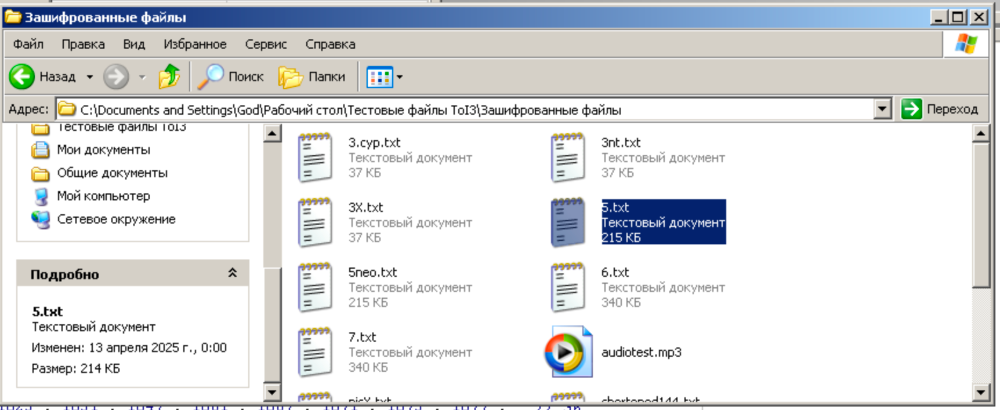 Зашифрованные файлы
Файл Правка Вид Избранное Сервис Справка
Назад Поиск Папки
Адрес: C:\Documents and Settings\God\Рабочий стол\Тестовые файлы ToI3\Зашифрованные файлы Переход
Тестовые файлы ToI3
Мои документы
Общие документы
Мой компьютер
Сетевое окружение
Подробно
5.txt
Текстовый документ
Изменен: 13 апреля 2025 г., 0:00
Размер: 214 КБ
3.cyp.txt
Текстовый документ
37 КБ
3nt.txt
Текстовый документ
37 КБ
3X.txt
Текстовый документ
37 КБ
5.txt
Текстовый документ
215 КБ
5neo.txt
Текстовый документ
215 КБ
6.txt
Текстовый документ
340 КБ
7.txt
Текстовый документ
340 КБ
audiotest.mp3
picX.txt
shortened144.txt